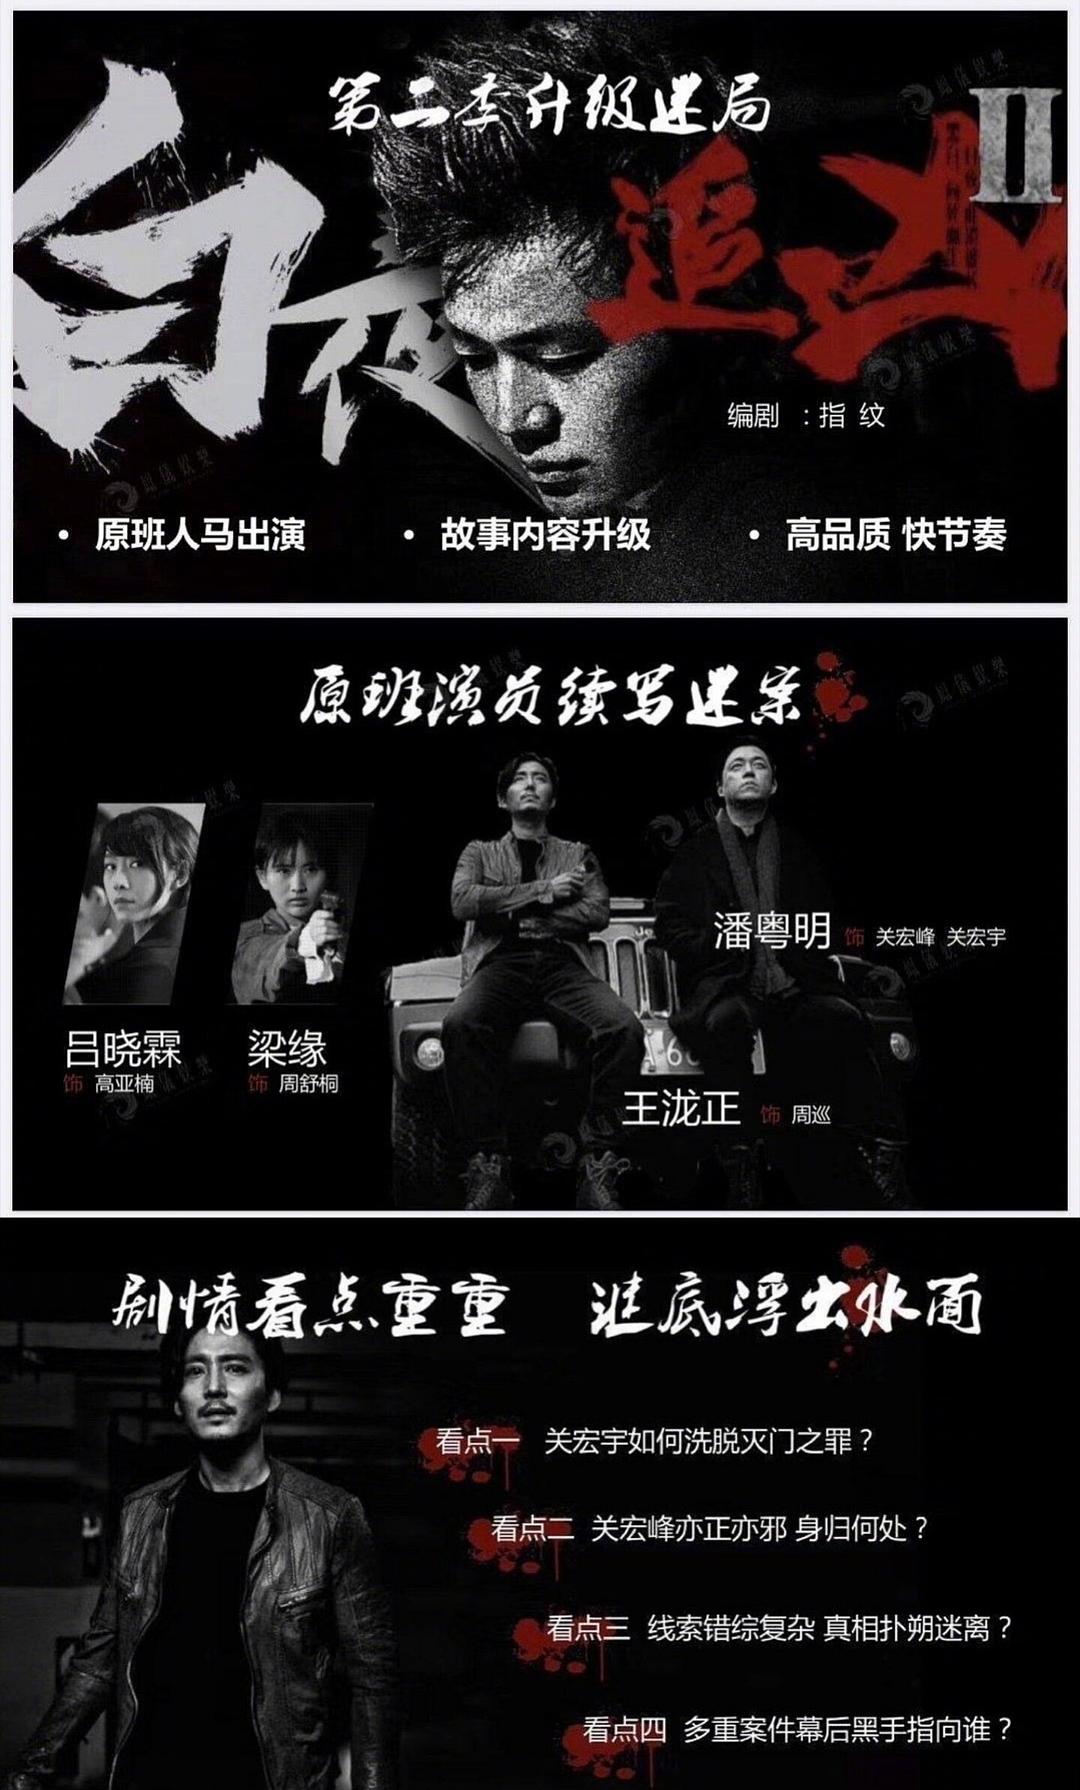 第二季升级迷局
白夜追凶
II
编剧 ：指 纹
• 原班人马出演
• 故事内容升级
• 高品质 快节奏
原班演员续写迷案
潘粤明 饰 关宏峰 关宏宇
吕晓霖
饰 高亚楠
梁缘
饰 周舒桐
王泷正 饰 周巡
剧情看点重重 谜底浮出水面
看点一 关宏宇如何洗脱灭门之罪？
看点二 关宏峰亦正亦邪 身归何处？
看点三 线索错综复杂 真相扑朔迷离？
看点四 多重案件幕后黑手指向谁？